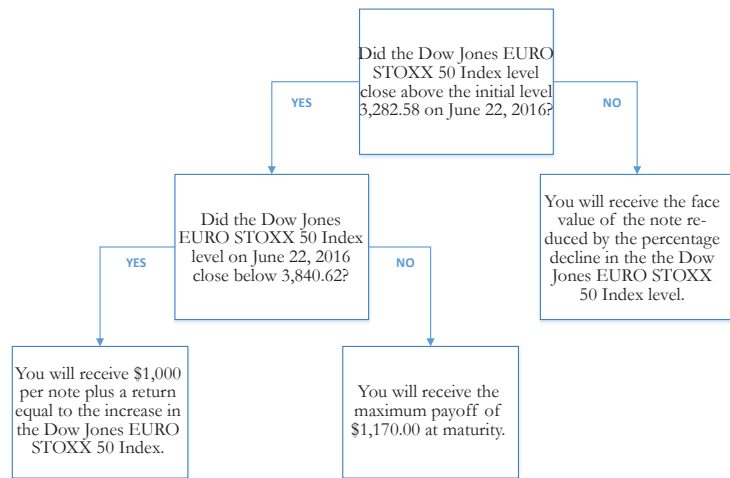 Did the Dow Jones EURO
STOXX 50 Index level
close above the initial level
3,282.58 on June 22, 2016?
YES
NO
Did the Dow Jones
EURO STOXX 50 Index
level on June 22, 2016
close below 3,840.62?
You will receive the face
value of the note re-
duced by the percentage
decline in the the Dow
Jones EURO STOXX
50 Index level.
YES
NO
You will receive $1,000
per note plus a return
equal to the increase in
the Dow Jones EURO
STOXX 50 Index.
You will receive the
maximum payoff of
$1,170.00 at maturity.